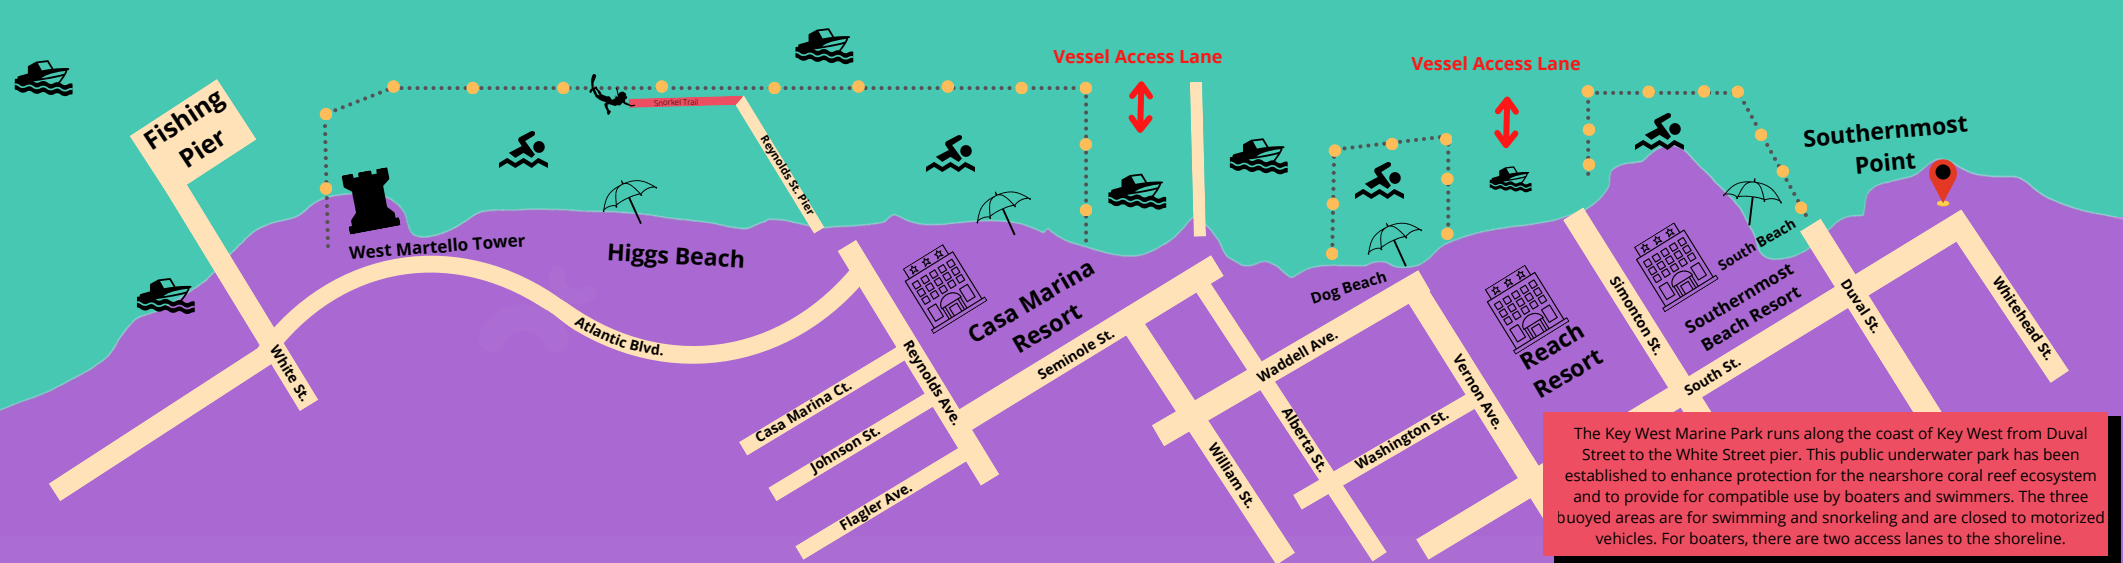 Vessel Access Lane
Vessel Access Lane
Fishing
Pier
Snorkel Trail
Reynolds St. Pier
Southernmost
Point
West Martello Tower
Higgs Beach
Casa Marina
Resort
Dog Beach
South Beach
Southernmost
Beach Resort
Reach
Resort
Atlantic Blvd.
White St.
Reynolds Ave.
Casa Marina Ct.
Johnson St.
Flagler Ave.
Seminole St.
Waddell Ave.
William St.
Alberta St.
Washington St.
Vernon Ave.
Simonton St.
South St.
Duval St.
Whitehead St.
The Key West Marine Park runs along the coast of Key West from Duval
Street to the White Street pier. This public underwater park has been
established to enhance protection for the nearshore coral reef ecosystem
and to provide for compatible use by boaters and swimmers. The three
buoyed areas are for swimming and snorkeling and are closed to motorized
vehicles. For boaters, there are two access lanes to the shoreline.